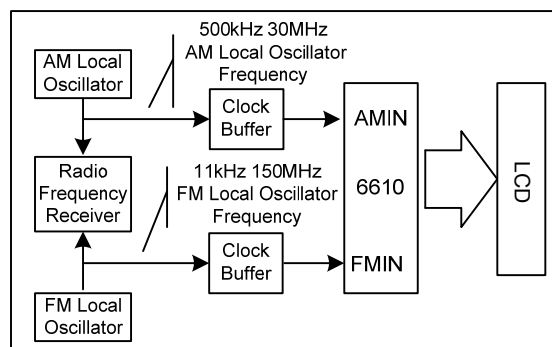 500kHz 30MHz
AM Local Oscillator
Frequency
AM Local
Oscillator
Clock
Buffer
AMIN
Radio
Frequency
Receiver
11kHz 150MHz
FM Local Oscillator
Frequency
6610
LCD
Clock
Buffer
FMIN
FM Local
Oscillator